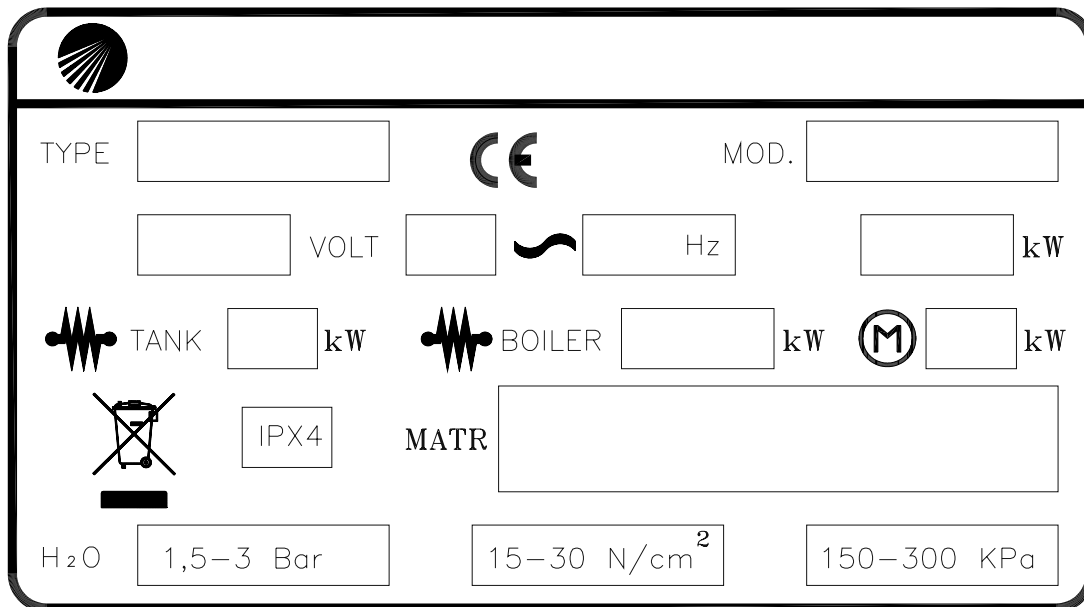 TYPE CE MOD.
VOLT Hz kW
TANK kW BOILER kW M kW
IPX4 MATR
H₂O 1,5-3 Bar 15-30 N/cm² 150-300 KPa